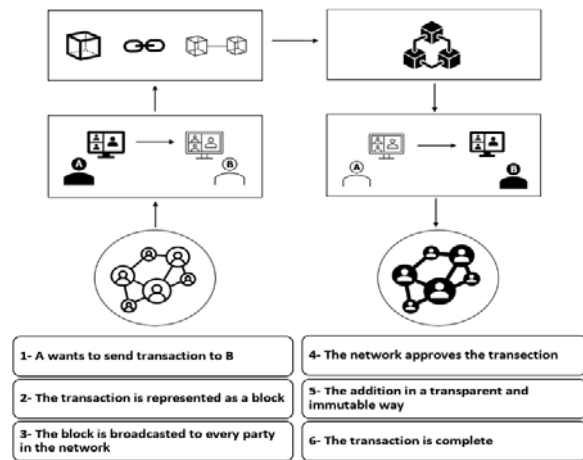 A
B
A
B
1- A wants to send transaction to B
2- The transaction is represented as a block
3- The block is broadcasted to every party
in the network
4- The network approves the transection
5- The addition in a transparent and
immutable way
6- The transaction is complete